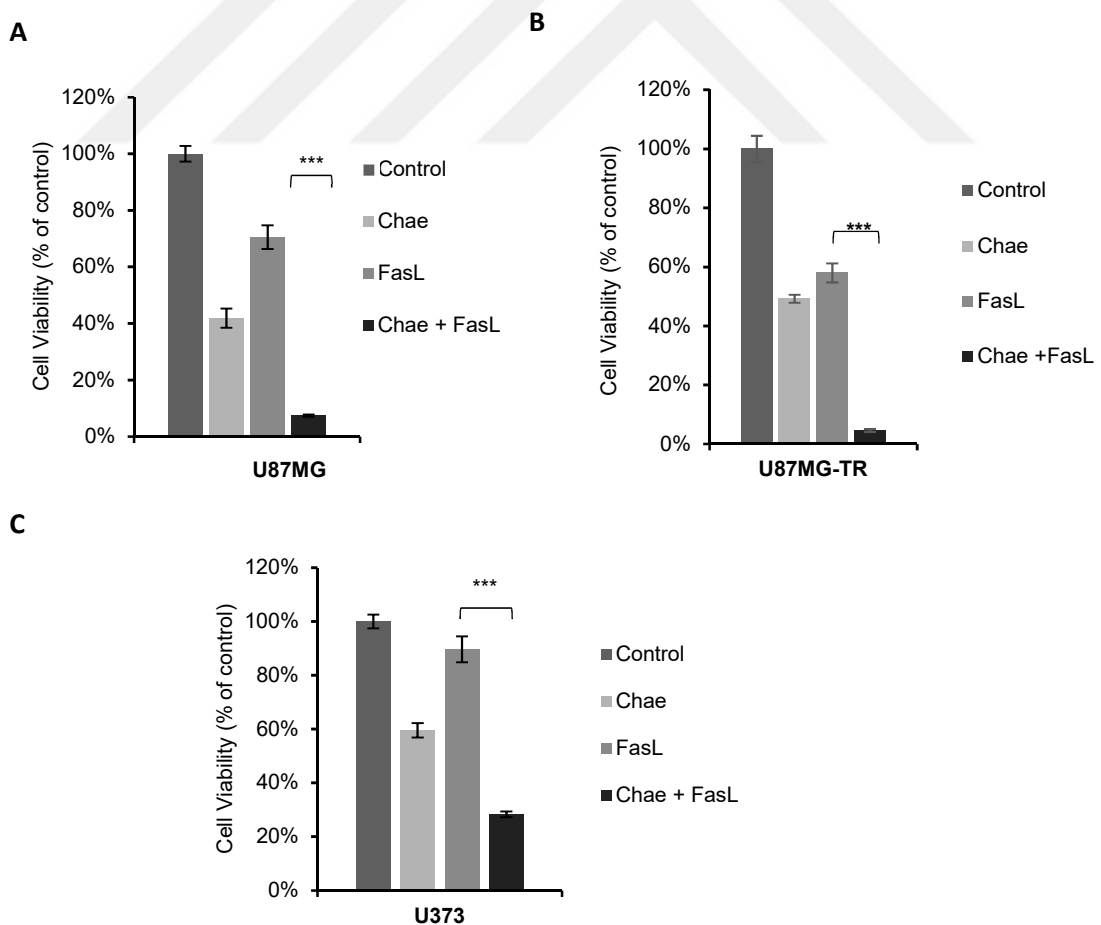 A
Cell Viability (% of control)
120%
100%
80%
60%
40%
20%
0%
***
Control
Chae
FasL
Chae + FasL
U87MG
B
Cell Viability (% of control)
120%
100%
80%
60%
40%
20%
0%
***
Control
Chae
FasL
Chae +FasL
U87MG-TR
C
Cell Viability (% of control)
120%
100%
80%
60%
40%
20%
0%
***
Control
Chae
FasL
Chae + FasL
U373